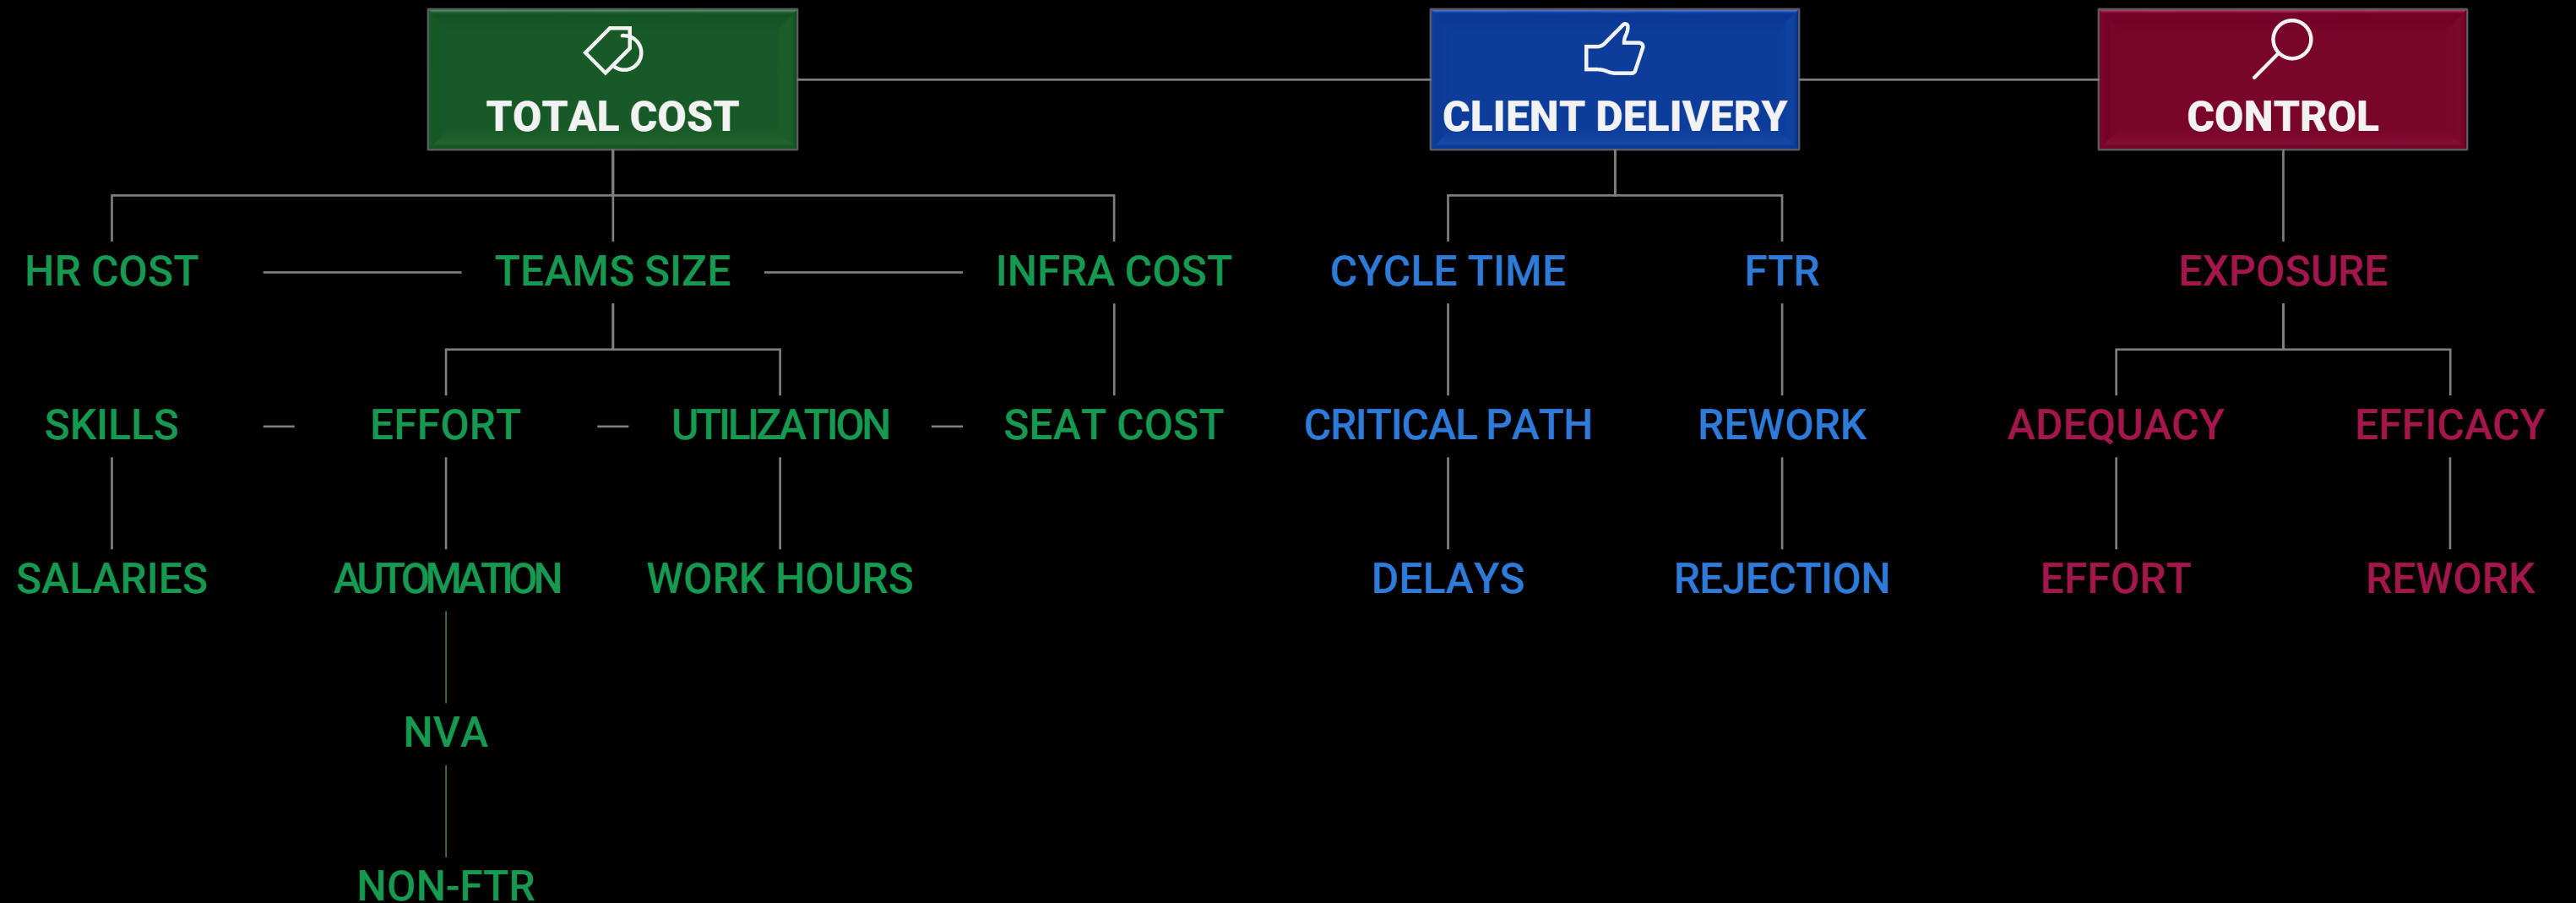 TOTAL COST
CLIENT DELIVERY
CONTROL
HR COST
TEAMS SIZE
INFRA COST
CYCLE TIME
FTR
EXPOSURE
SKILLS
EFFORT
UTILIZATION
SEAT COST
CRITICAL PATH
REWORK
ADEQUACY
EFFICACY
SALARIES
AUTOMATION
WORK HOURS
DELAYS
REJECTION
EFFORT
REWORK
NVA
NON-FTR